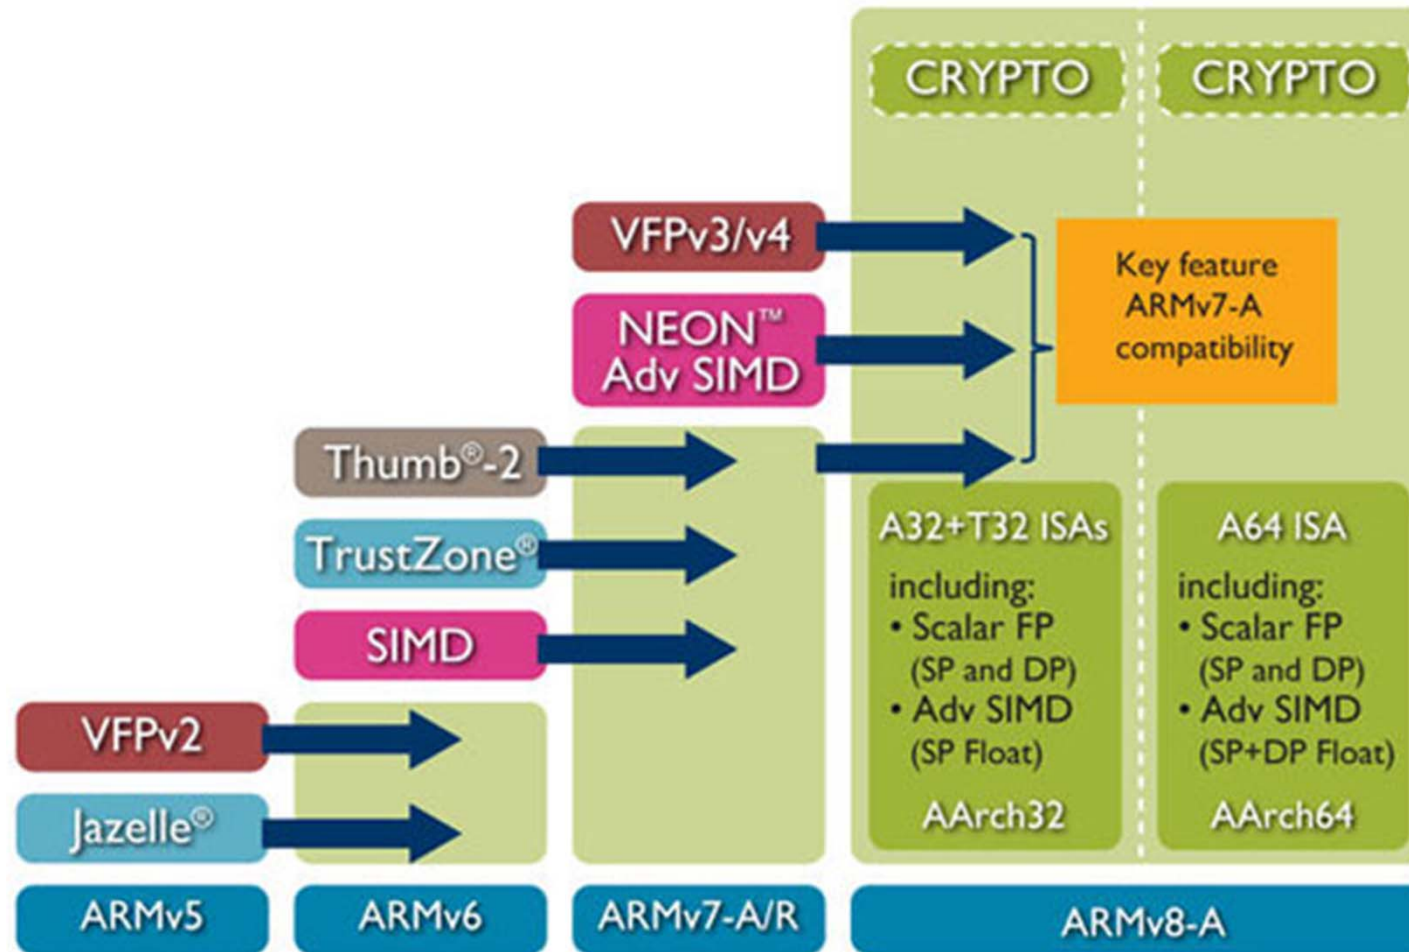 CRYPTO
CRYPTO
VFPv3/v4
Key feature
ARMv7-A
compatibility
NEON™
Adv SIMD
Thumb®-2
TrustZone®
SIMD
VFPv2
Jazelle®
A32+T32 ISAs
including:
• Scalar FP
(SP and DP)
• Adv SIMD
(SP Float)
AArch32
A64 ISA
including:
• Scalar FP
(SP and DP)
• Adv SIMD
(SP+DP Float)
AArch64
ARMv5
ARMv6
ARMv7-A/R
ARMv8-A